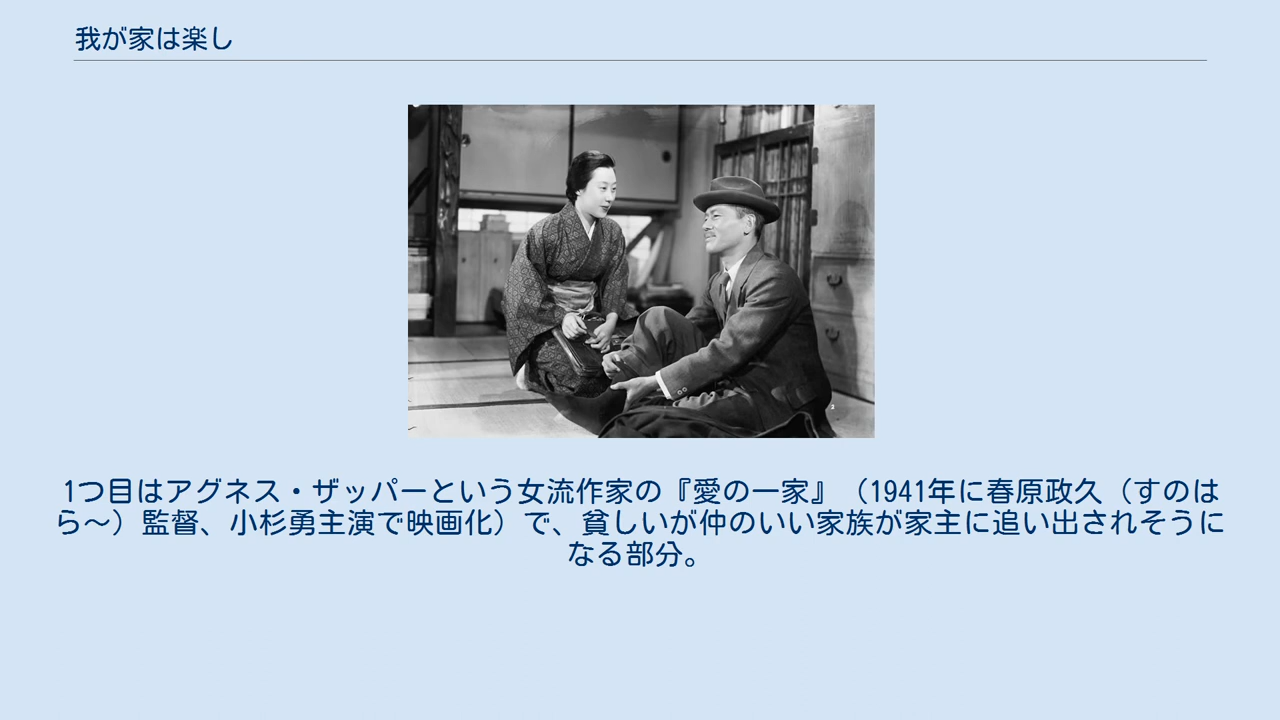 我が家は楽し
1つ目はアグネス・ザッパーという女流作家の『愛の一家』（1941年に春原政久（すのは
ら〜）監督、小杉勇主演で映画化）で、貧しいが仲のいい家族が家主に追い出されそうに
なる部分。
2